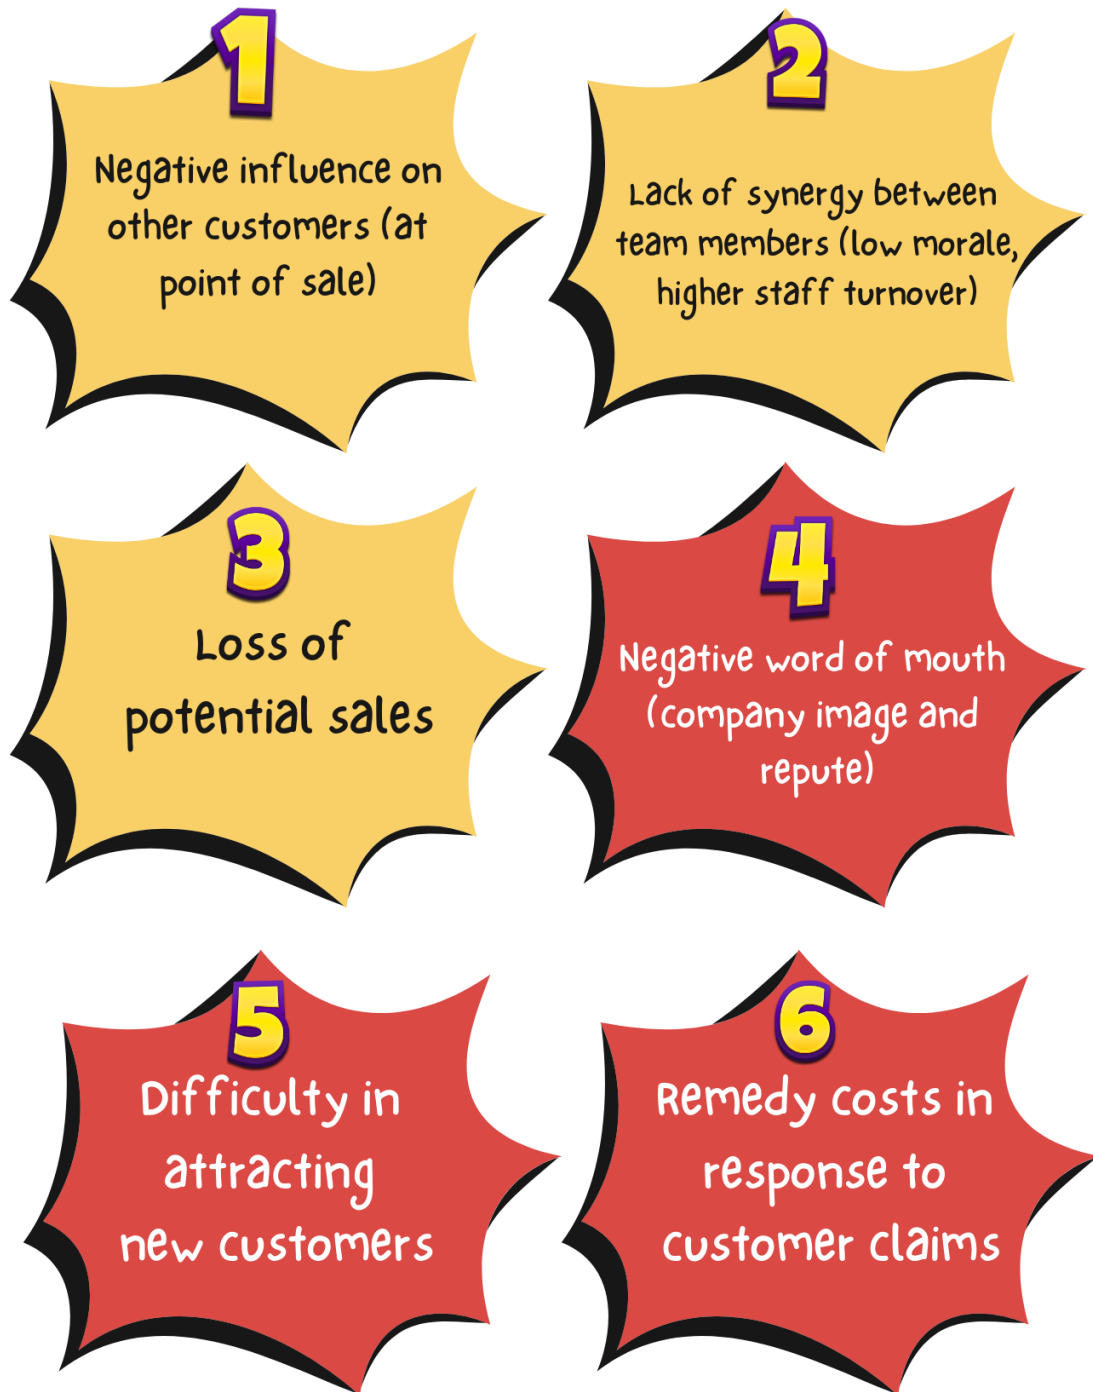 1
Negative influence on
other customers (at
point of sale)
2
Lack of synergy between
team members (low morale,
higher staff turnover)
3
Loss of
potential sales
4
Negative word of mouth
(company image and
repute)
5
Difficulty in
attracting
new customers
6
Remedy costs in
response to
customer claims